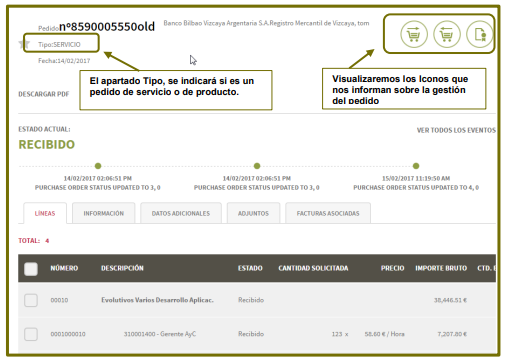 Pedido nº8590005550old
Banco Bilbao Vizcaya Argentaria S.A.Registro Mercantil de Vizcaya, tom
Tipo:SERVICIO
Fecha:14/02/2017
El apartado Tipo, se indicará si es un
pedido de servicio o de producto.
Visualizaremos los Iconos que
nos informan sobre la gestión
del pedido
DESCARGAR PDF
ESTADO ACTUAL:
VER TODOS LOS EVENTOS
RECIBIDO
14/02/2017 02:06:51 PM
PURCHASE ORDER STATUS UPDATED TO 3, 0
14/02/2017 02:06:51 PM
PURCHASE ORDER STATUS UPDATED TO 3, 0
15/02/2017 11:19:50 AM
PURCHASE ORDER STATUS UPDATED TO 4, 0
LÍNEAS INFORMACIÓN DATOS ADICIONALES ADJUNTOS FACTURAS ASOCIADAS
TOTAL: 4
NÚMERO DESCRIPCIÓN ESTADO CANTIDAD SOLICITADA PRECIO IMPORTE BRUTO CTD.
00010 Evolutivos Varios Desarrollo Aplicac. Recibido 38,446.51 €
0001000010 310001400 - Gerente AyC Recibido 123 x 58.60 € / Hora 7,207.80 €